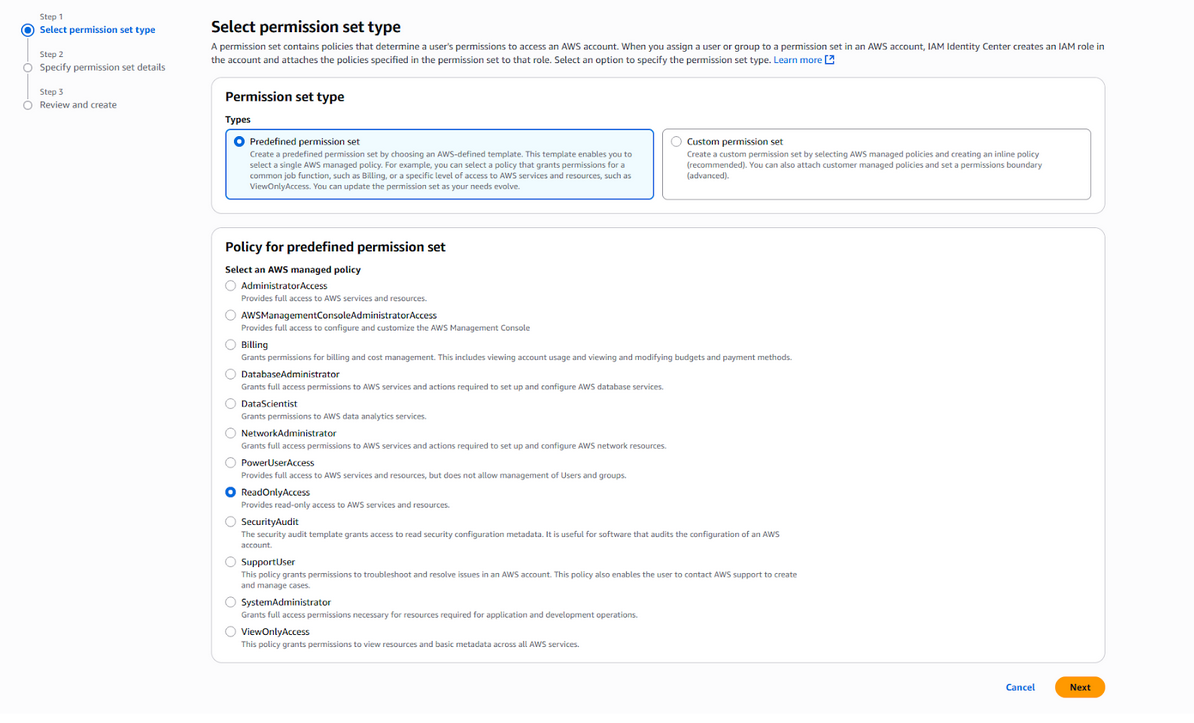 Step 1
Select permission set type
Step 2
Specify permission set details
Step 3
Review and create
Select permission set type
A permission set contains policies that determine a user's permissions to access an AWS account. When you assign a user or group to a permission set in an AWS account, IAM Identity Center creates an IAM role in
the account and attaches the policies specified in the permission set to that role. Select an option to specify the permission set type. Learn more
Permission set type
Types
Predefined permission set
Create a predefined permission set by choosing an AWS-defined template. This template enables you to
select a single AWS managed policy. For example, you can select a policy that grants permissions for a
common job function, such as Billing, or a specific level of access to AWS services and resources, such as
ViewOnlyAccess. You can update the permission set as your needs evolve.
Custom permission set
Create a custom permission set by selecting AWS managed policies and creating an inline policy
(recommended). You can also attach customer managed policies and set a permissions boundary
(advanced).
Policy for predefined permission set
Select an AWS managed policy
AdministratorAccess
Provides full access to AWS services and resources.
AWSManagementConsoleAdministratorAccess
Provides full access to configure and customize the AWS Management Console
Billing
Grants permissions for billing and cost management. This includes viewing account usage and viewing and modifying budgets and payment methods.
DatabaseAdministrator
Grants full access permissions to AWS services and actions required to set up and configure AWS database services.
DataScientist
Grants permissions to AWS data analytics services.
NetworkAdministrator
Grants full access permissions to AWS services and actions required to set up and configure AWS network resources.
PowerUserAccess
Provides full access to AWS services and resources, but does not allow management of Users and groups.
ReadOnlyAccess
Provides read-only access to AWS services and resources.
SecurityAudit
The security audit template grants access to read security configuration metadata. It is useful for software that audits the configuration of an AWS
account.
SupportUser
This policy grants permissions to troubleshoot and resolve issues in an AWS account. This policy also enables the user to contact AWS support to create
and manage cases.
SystemAdministrator
Grants full access permissions necessary for resources required for application and development operations.
ViewOnlyAccess
This policy grants permissions to view resources and basic metadata across all AWS services.
Cancel
Next